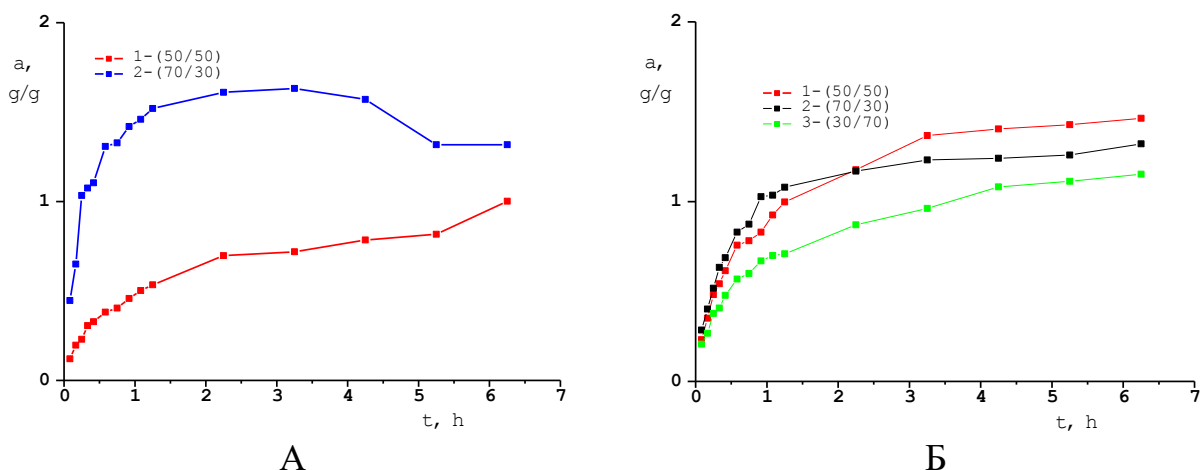 2
a,
g/g
1-(50/50)
2-(70/30)
1
0
0 1 2 3 4 5 6 7
t, h
А
2
a,
g/g
1-(50/50)
2-(70/30)
3-(30/70)
1
0
0 1 2 3 4 5 6 7
t, h
Б